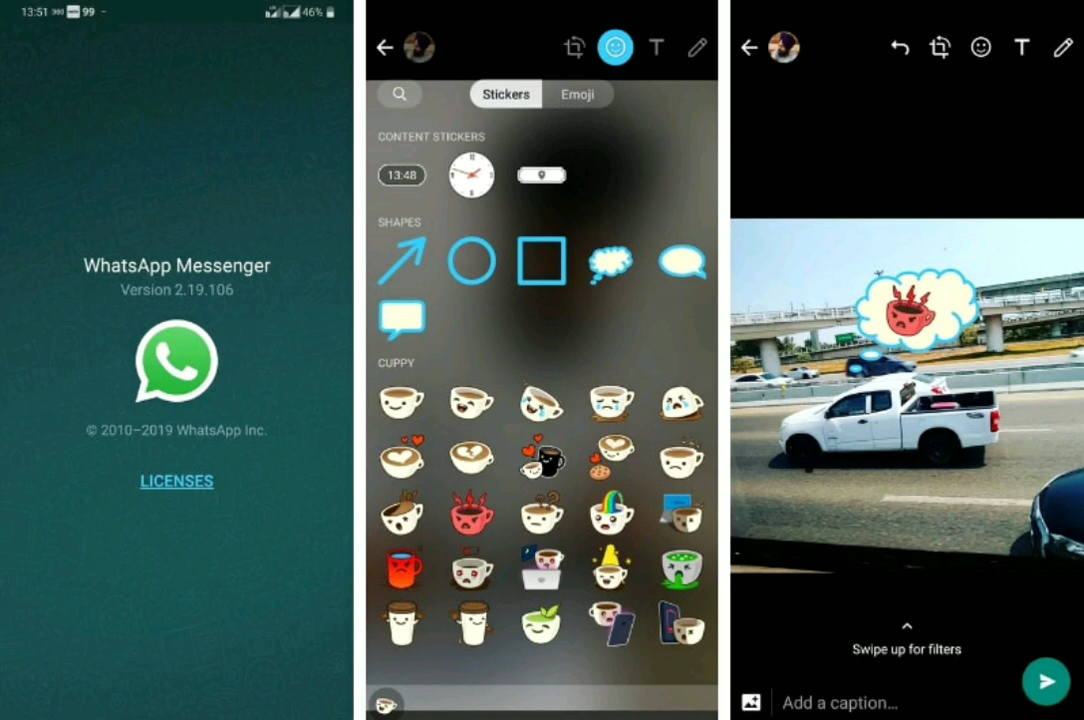 13:51
99
46%
WhatsApp Messenger
Version 2.19.106
© 2010–2019 WhatsApp Inc.
LICENSES
Stickers
Emoji
CONTENT STICKERS
13:48
SHAPES
CUPPY
T
T
Swipe up for filters
Add a caption...